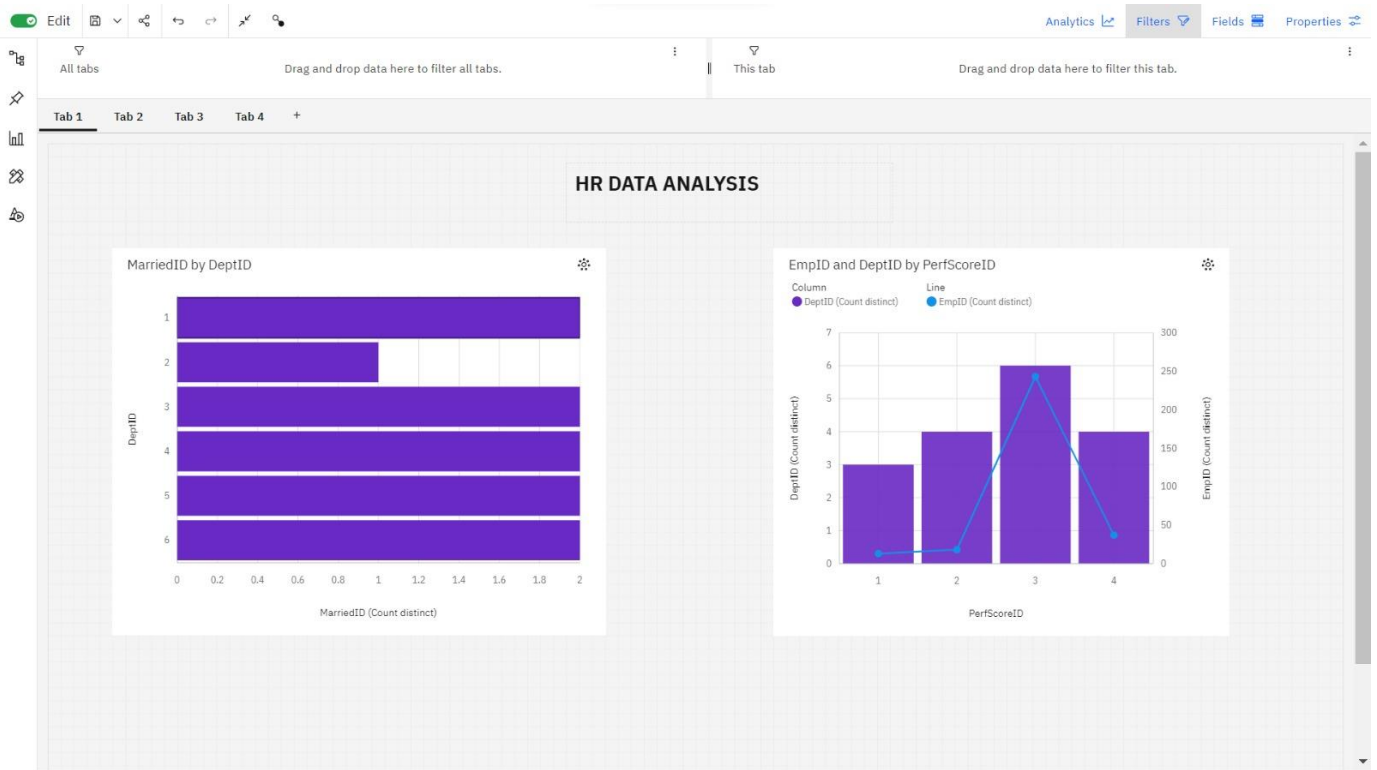 Edit
Analytics Filters Fields Properties
All tabs Drag and drop data here to filter all tabs.
This tab Drag and drop data here to filter this tab.
Tab 1 Tab 2 Tab 3 Tab 4 +
HR DATA ANALYSIS
MarriedID by DeptID
DeptID
1
2
3
4
5
6
0 0.2 0.4 0.6 0.8 1 1.2 1.4 1.6 1.8 2
MarriedID (Count distinct)
EmpID and DeptID by PerfScoreID
Column Line
DeptID (Count distinct) EmpID (Count distinct)
DeptID (Count distinct)
7
6
5
4
3
2
1
0
300
250
200
150
100
50
0
EmpID (Count distinct)
1 2 3 4
PerfScoreID